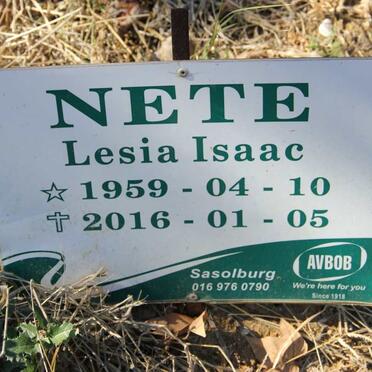 NETE
Lesia Isaac
☆ 1959 - 04 - 10
✝ 2016 - 01 - 05
Sasolburg
016 976 0790
AVBOB
We're here for you
Since 1918